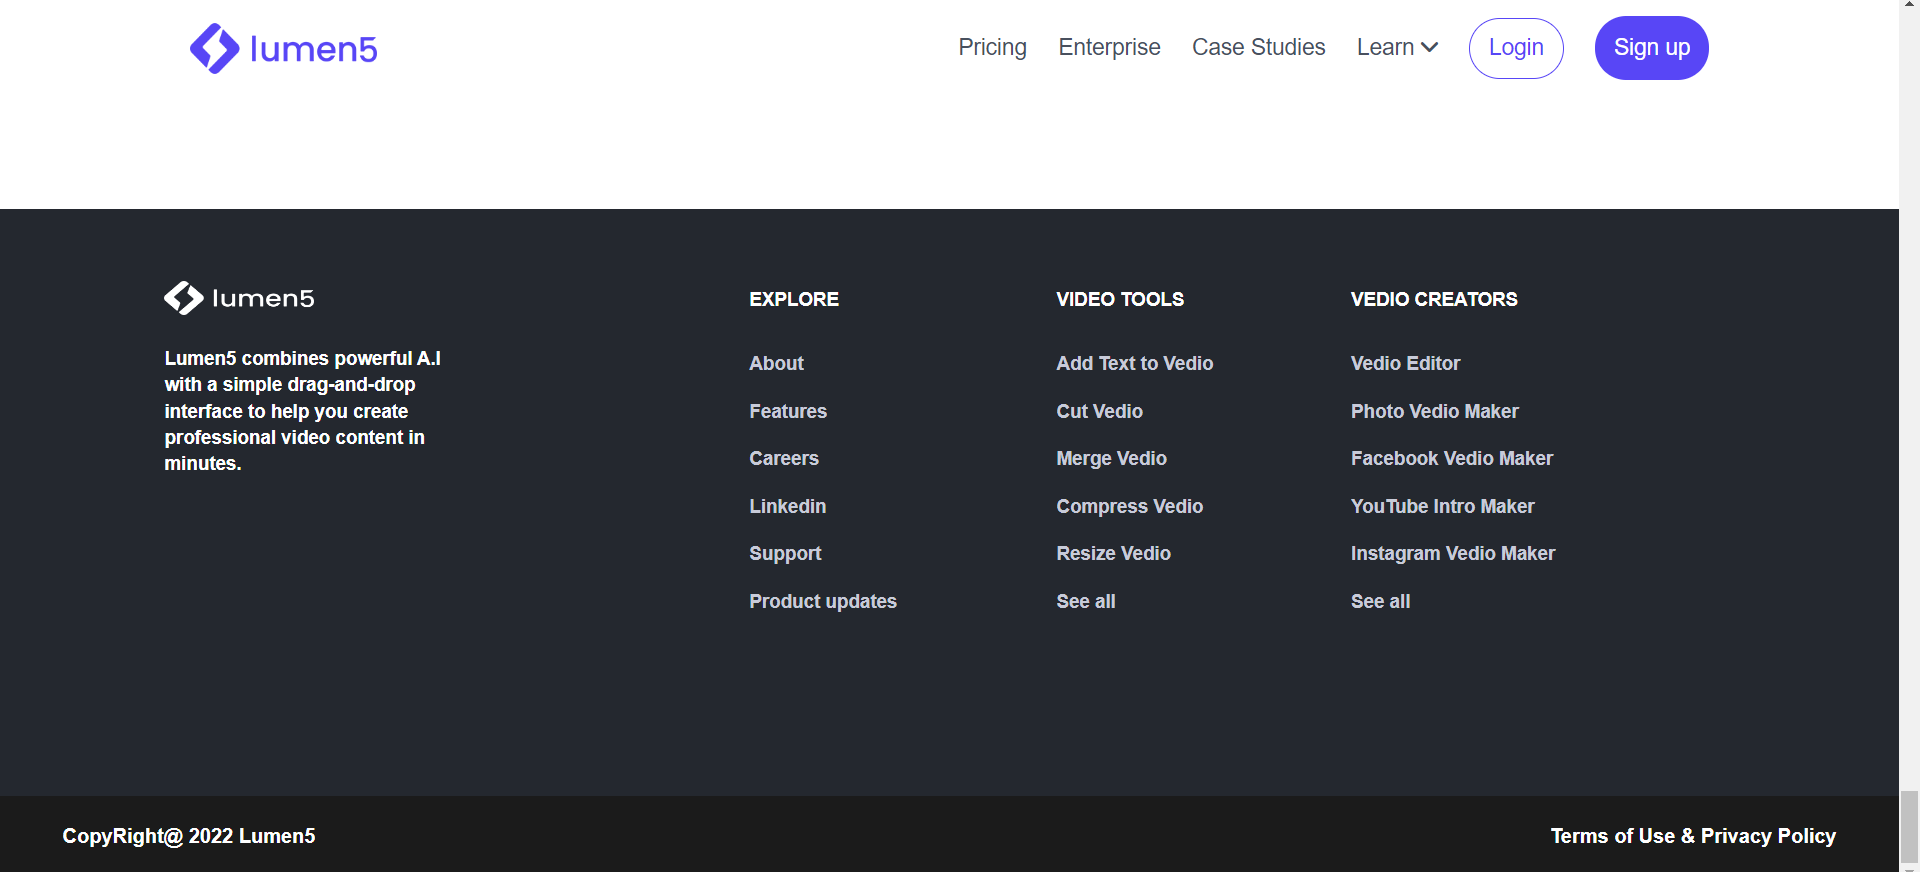 lumen5
Pricing
Enterprise
Case Studies
Learn
Login
Sign up
lumen5
Lumen5 combines powerful A.I
with a simple drag-and-drop
interface to help you create
professional video content in
minutes.
EXPLORE
About
Features
Careers
Linkedin
Support
Product updates
VIDEO TOOLS
Add Text to Vedio
Cut Vedio
Merge Vedio
Compress Vedio
Resize Vedio
See all
VEDIO CREATORS
Vedio Editor
Photo Vedio Maker
Facebook Vedio Maker
YouTube Intro Maker
Instagram Vedio Maker
See all
CopyRight@ 2022 Lumen5
Terms of Use & Privacy Policy